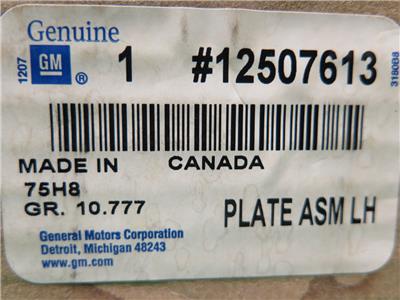 Genuine
1207
GM ®
1
#12507613
3180B8
MADE IN CANADA
75H8
GR. 10.777
PLATE ASM LH
General Motors Corporation
Detroit, Michigan 48243
www.gm.com